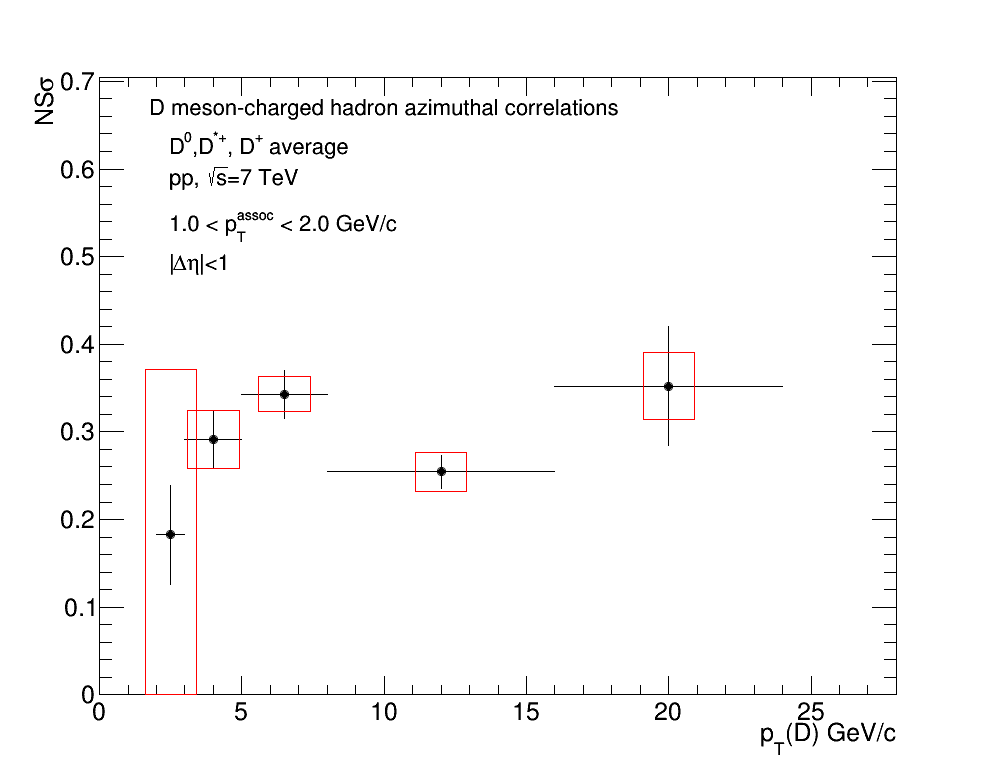 NSσ
0.7
0.6
0.5
0.4
0.3
0.2
0.1
0
D meson-charged hadron azimuthal correlations
D⁰,D*⁺, D⁺ average
pp, √s=7 TeV
1.0 < p_T^assoc < 2.0 GeV/c
|Δη|<1
0 5 10 15 20 25
p_T(D) GeV/c